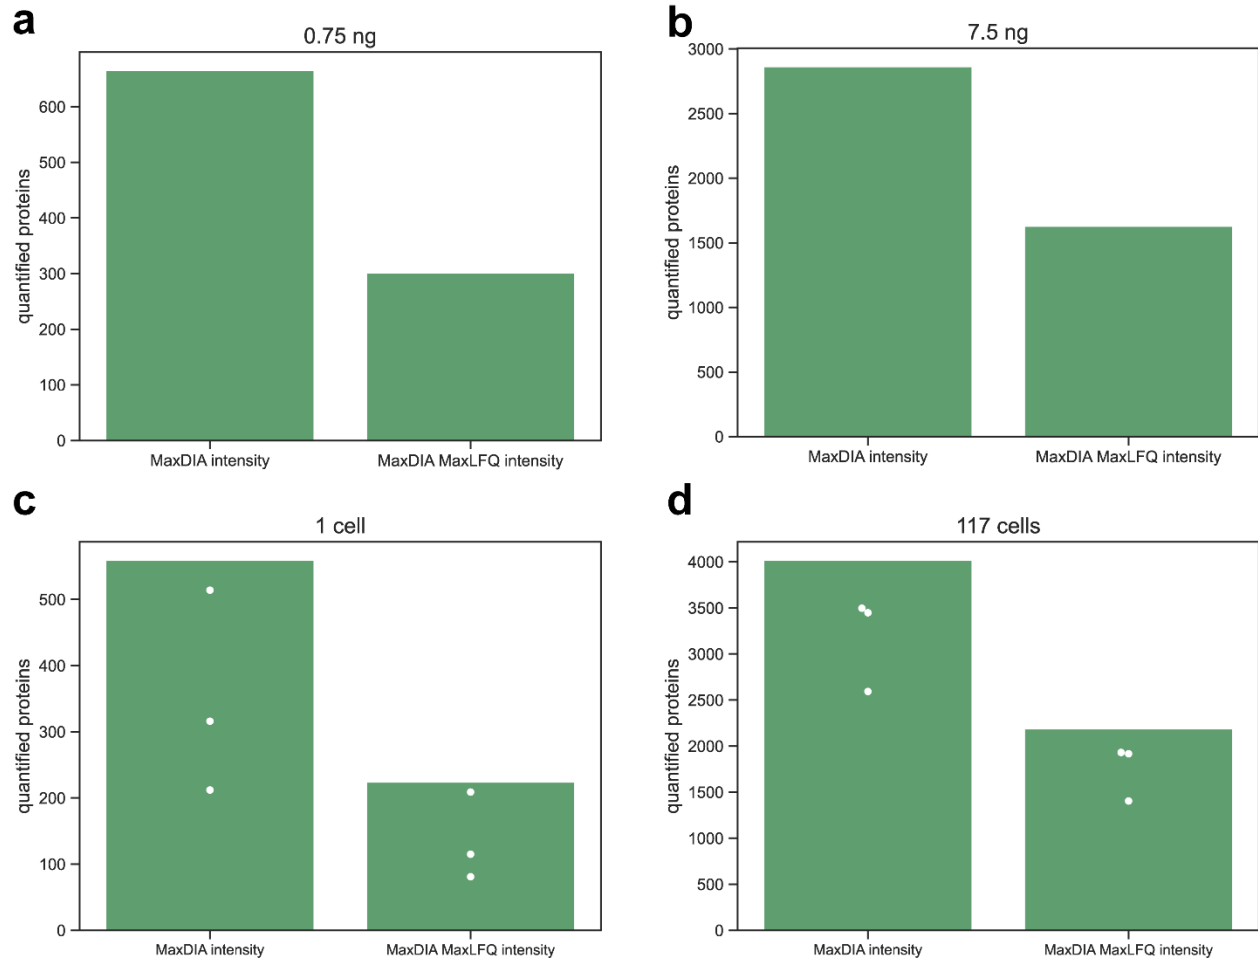 a
0.75 ng
quantified proteins
600
500
400
300
200
100
0
MaxDIA intensity
MaxDIA MaxLFQ intensity
b
7.5 ng
quantified proteins
3000
2500
2000
1500
1000
500
0
MaxDIA intensity
MaxDIA MaxLFQ intensity
c
1 cell
quantified proteins
500
400
300
200
100
0
MaxDIA intensity
MaxDIA MaxLFQ intensity
d
117 cells
quantified proteins
4000
3500
3000
2500
2000
1500
1000
500
0
MaxDIA intensity
MaxDIA MaxLFQ intensity